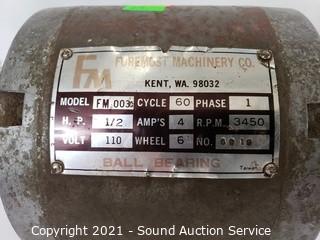 FM
FOREMOST MACHINERY CO.
KENT, WA. 98032
MODEL FM 003 CYCLE 60 PHASE 1
H. P. 1/2 AMP'S 4 R.P.M. 3450
VOLT 110 WHEEL 6 NO.
BALL BEARING
Taiwan
Copyright 2021 - Sound Auction Service